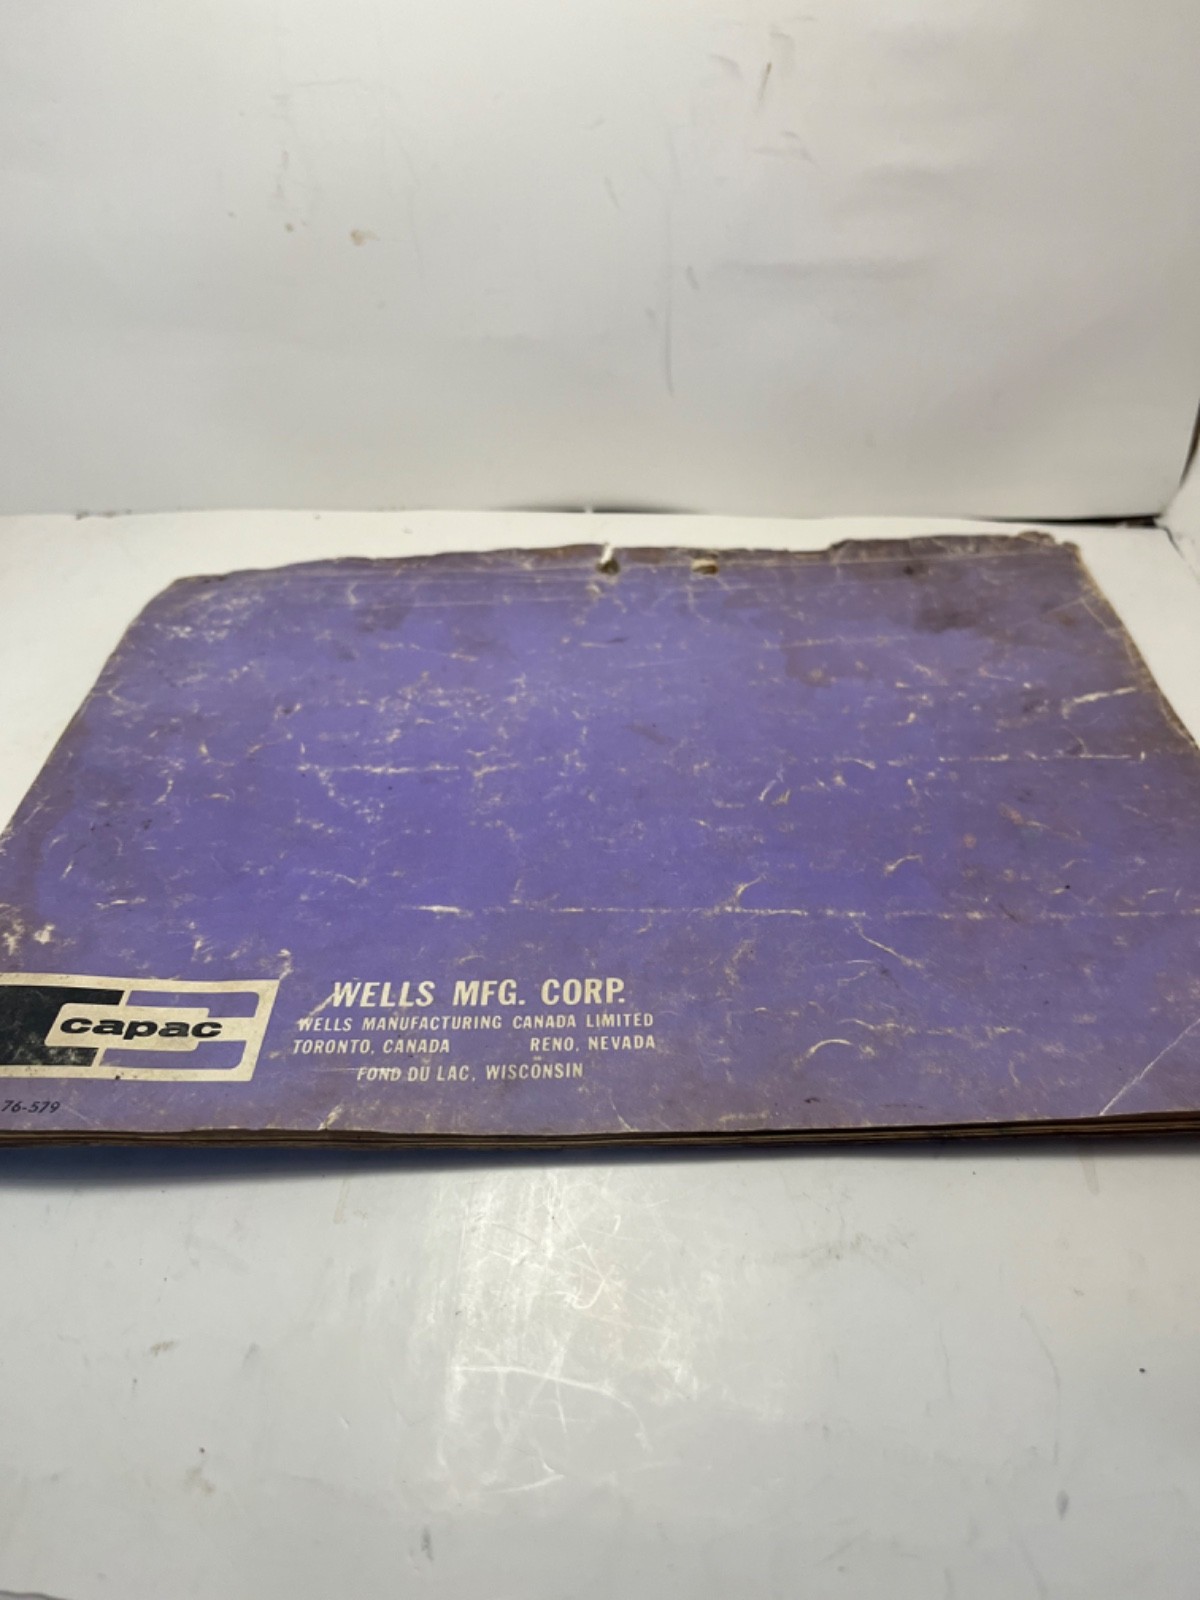 capac
WELLS MFG. CORP.
WELLS MANUFACTURING CANADA LIMITED
TORONTO, CANADA RENO, NEVADA
FOND DU LAC, WISCONSIN
76-579